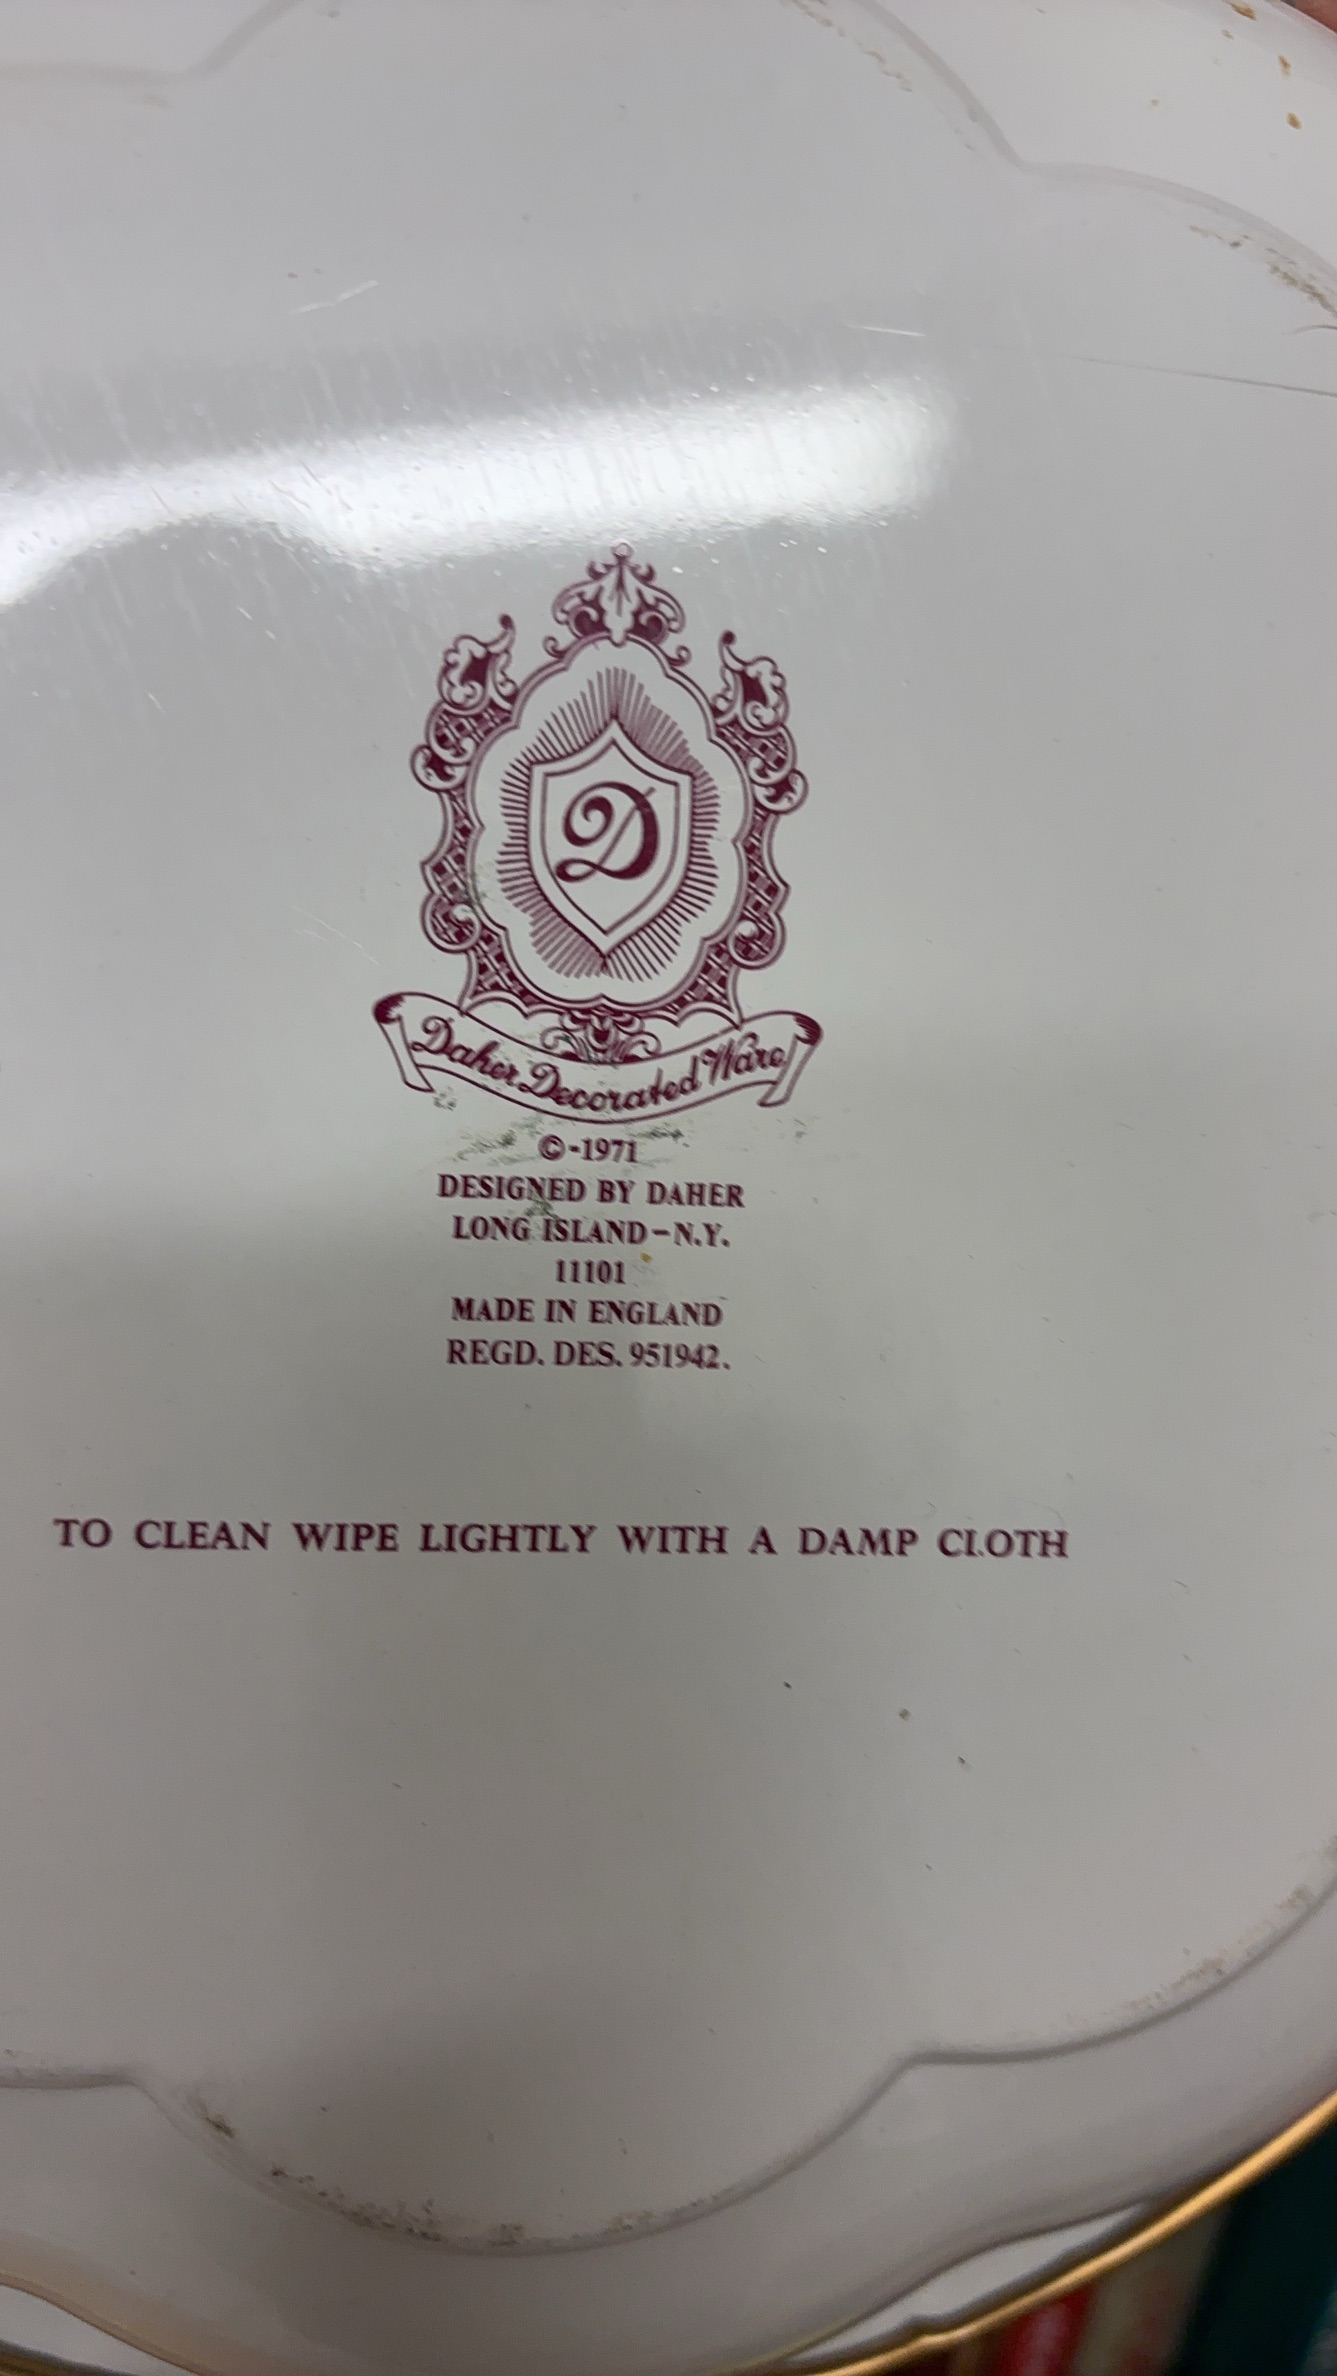 D
Daher Decorated Ware
©-1971
DESIGNED BY DAHER
LONG ISLAND-N.Y.
11101
MADE IN ENGLAND
REGD. DES. 951942.
TO CLEAN WIPE LIGHTLY WITH A DAMP CLOTH